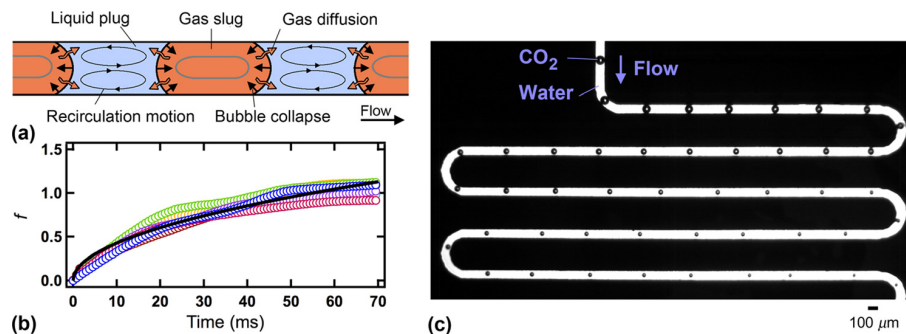 Liquid plug Gas slug Gas diffusion
Recirculation motion Bubble collapse Flow
(a)
1.5
1.0
0.5
0.0
f
0 10 20 30 40 50 60 70
Time (ms)
(b)
CO₂
Flow
Water
(c)
100 μm